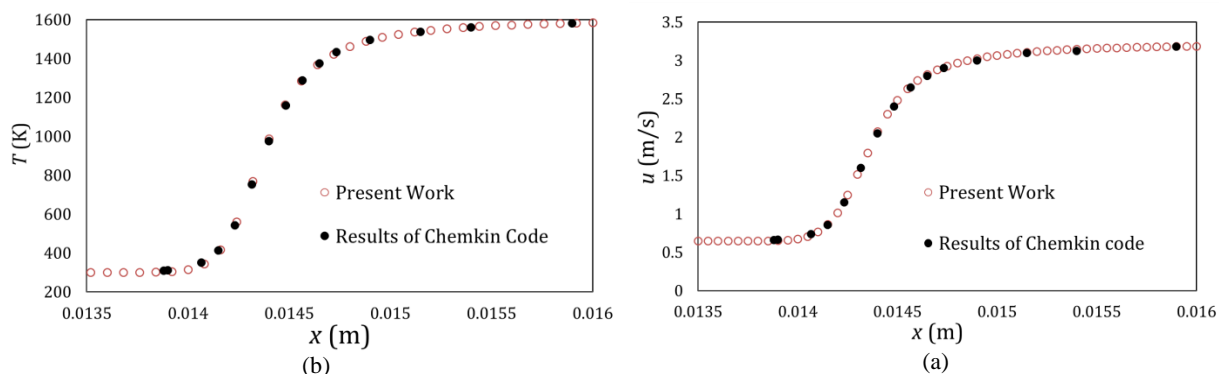 1600
1400
1200
1000
800
600
400
200
T (K)
Present Work
Results of Chemkin Code
0.0135 0.014 0.0145 0.015 0.0155 0.016
x (m)
(b)
3.5
3
2.5
2
1.5
1
0.5
0
u (m/s)
Present Work
Results of Chemkin code
0.0135 0.014 0.0145 0.015 0.0155 0.016
x (m)
(a)